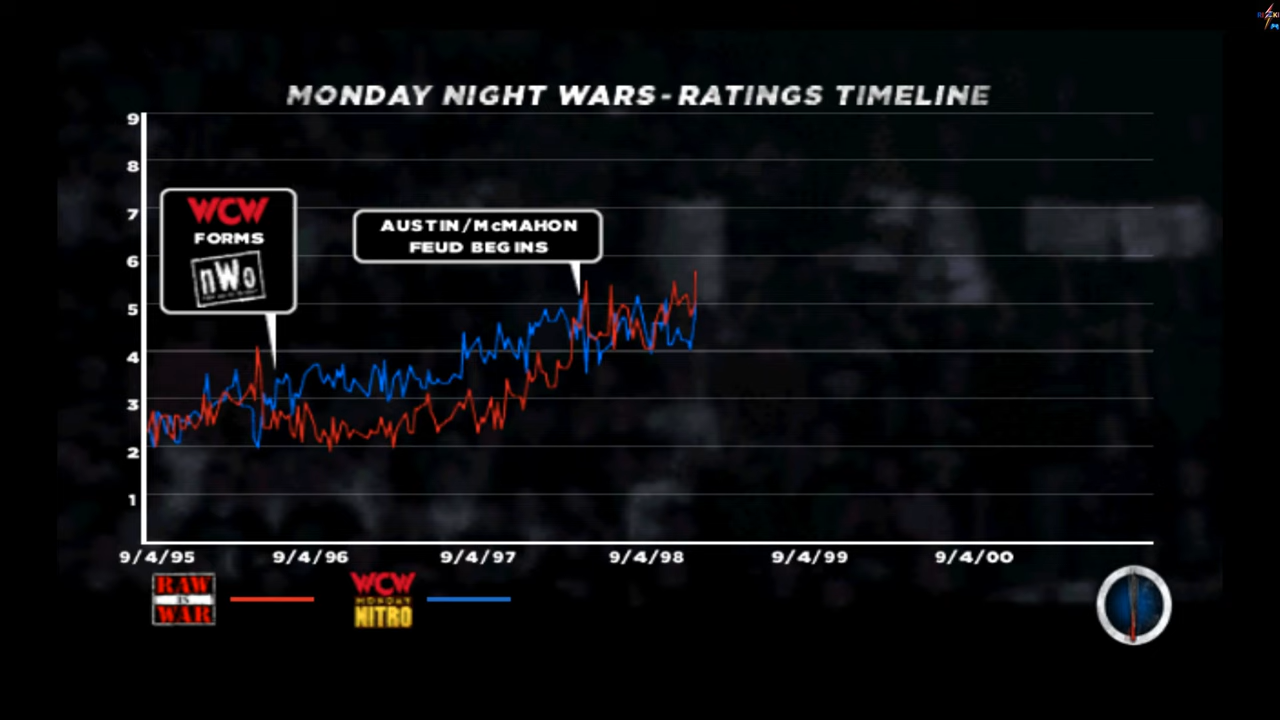 MONDAY NIGHT WARS-RATINGS TIMELINE
9
8
7
6
5
4
3
2
1
WCW
FORMS
nWo
AUSTIN/McMAHON
FEUD BEGINS
9/4/95 9/4/96 9/4/97 9/4/98 9/4/99 9/4/00
RAW
IS
WAR
WCW
MONDAY
NITRO